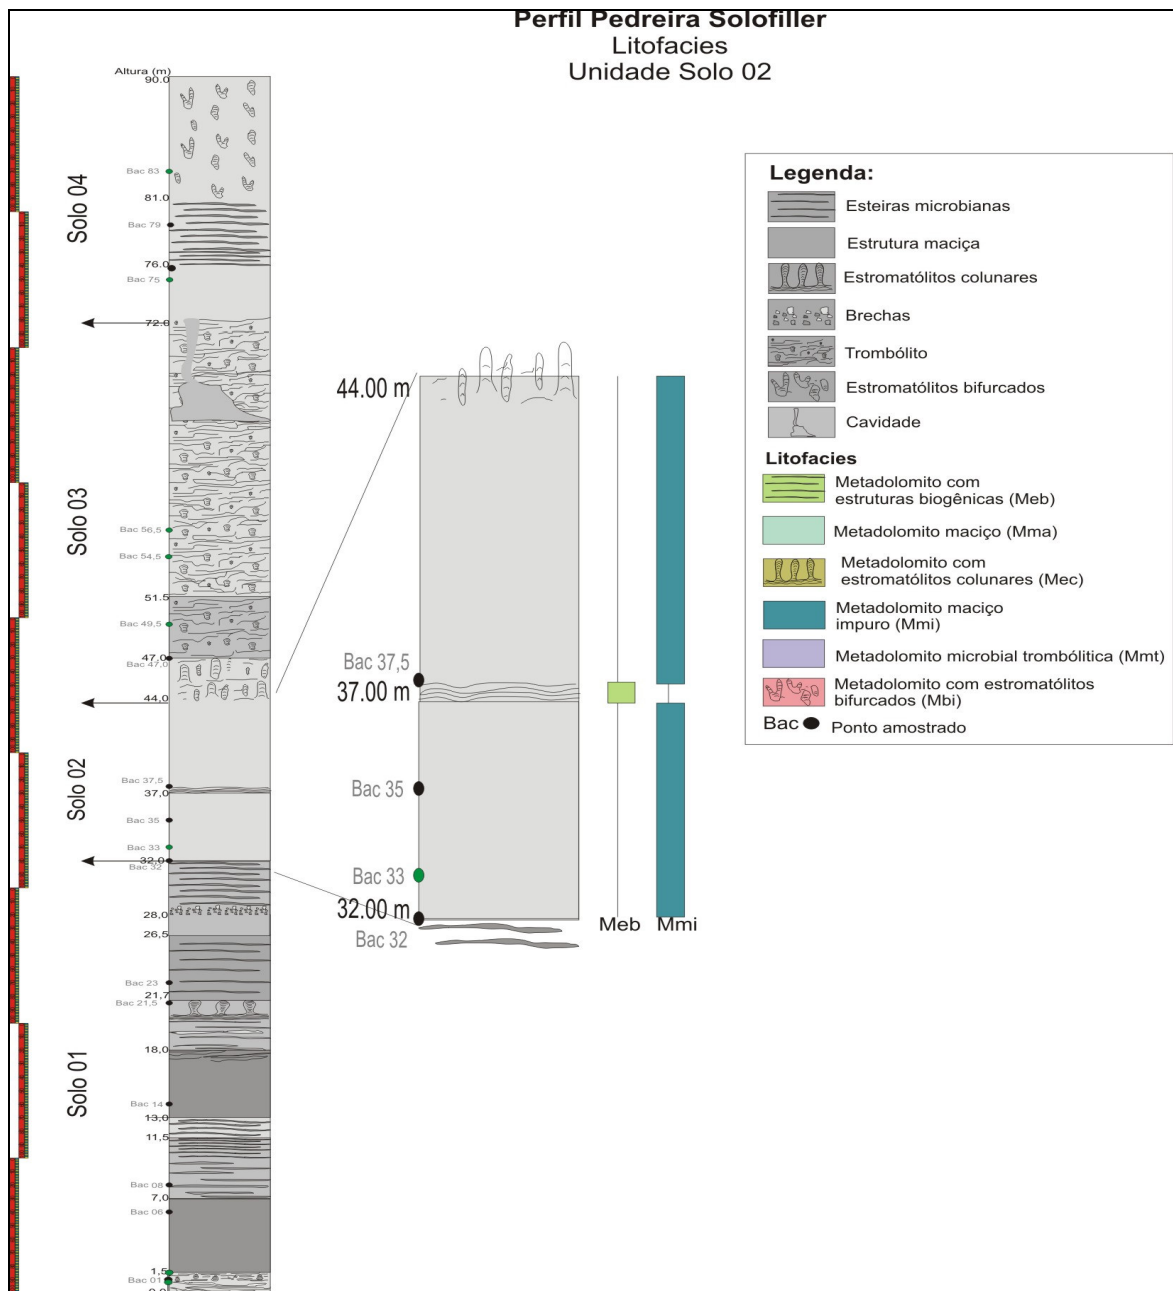 Perfil Pedreira Solofiller
Litofacies
Unidade Solo 02
Altura (m)
90.0
Bac 83
81.0
Bac 79
76.0
Bac 75
72.0
Solo 04
Bac 56,5
Bac 54,5
51.5
Bac 49,5
47.0
Bac 47,0
44,0
Solo 03
Bac 37,5
37,0
Bac 35
Bac 33
32,0
Bac 32
Solo 02
28,0
26,5
Bac 23
21,7
Bac 21,5
18,0
Bac 14
13,0
11,5
Bac 08
7,0
Bac 06
1,5
Bac 01
Solo 01
44.00 m
Bac 37,5
37.00 m
Bac 35
Bac 33
32.00 m
Bac 32
Meb
Mmi
Legenda:
Esteiras microbianas
Estrutura maciça
Estromatólitos colunares
Brechas
Trombólito
Estromatólitos bifurcados
Cavidade
Litofacies
Metadolomito com
estruturas biogênicas (Meb)
Metadolomito maciço (Mma)
Metadolomito com
estromatólitos colunares (Mec)
Metadolomito maciço
impuro (Mmi)
Metadolomito microbial trombólitica (Mmt)
Metadolomito com estromatólitos
bifurcados (Mbi)
Bac Ponto amostrado